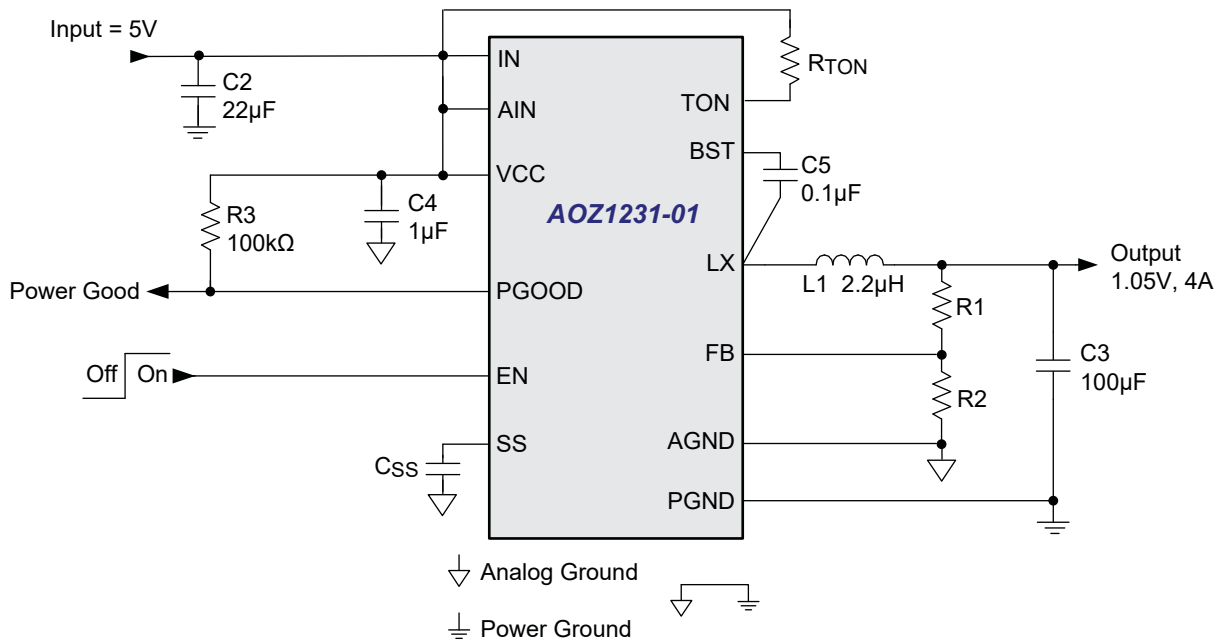 Input = 5V
C2
22µF
IN
AIN
VCC
TON
BST
RTON
C5
0.1µF
R3
100kΩ
C4
1µF
AOZ1231-01
LX
L1 2.2µH
Output
1.05V, 4A
Power Good
PGOOD
R1
FB
C3
100µF
Off
On
EN
R2
SS
CSS
AGND
PGND
Analog Ground
Power Ground